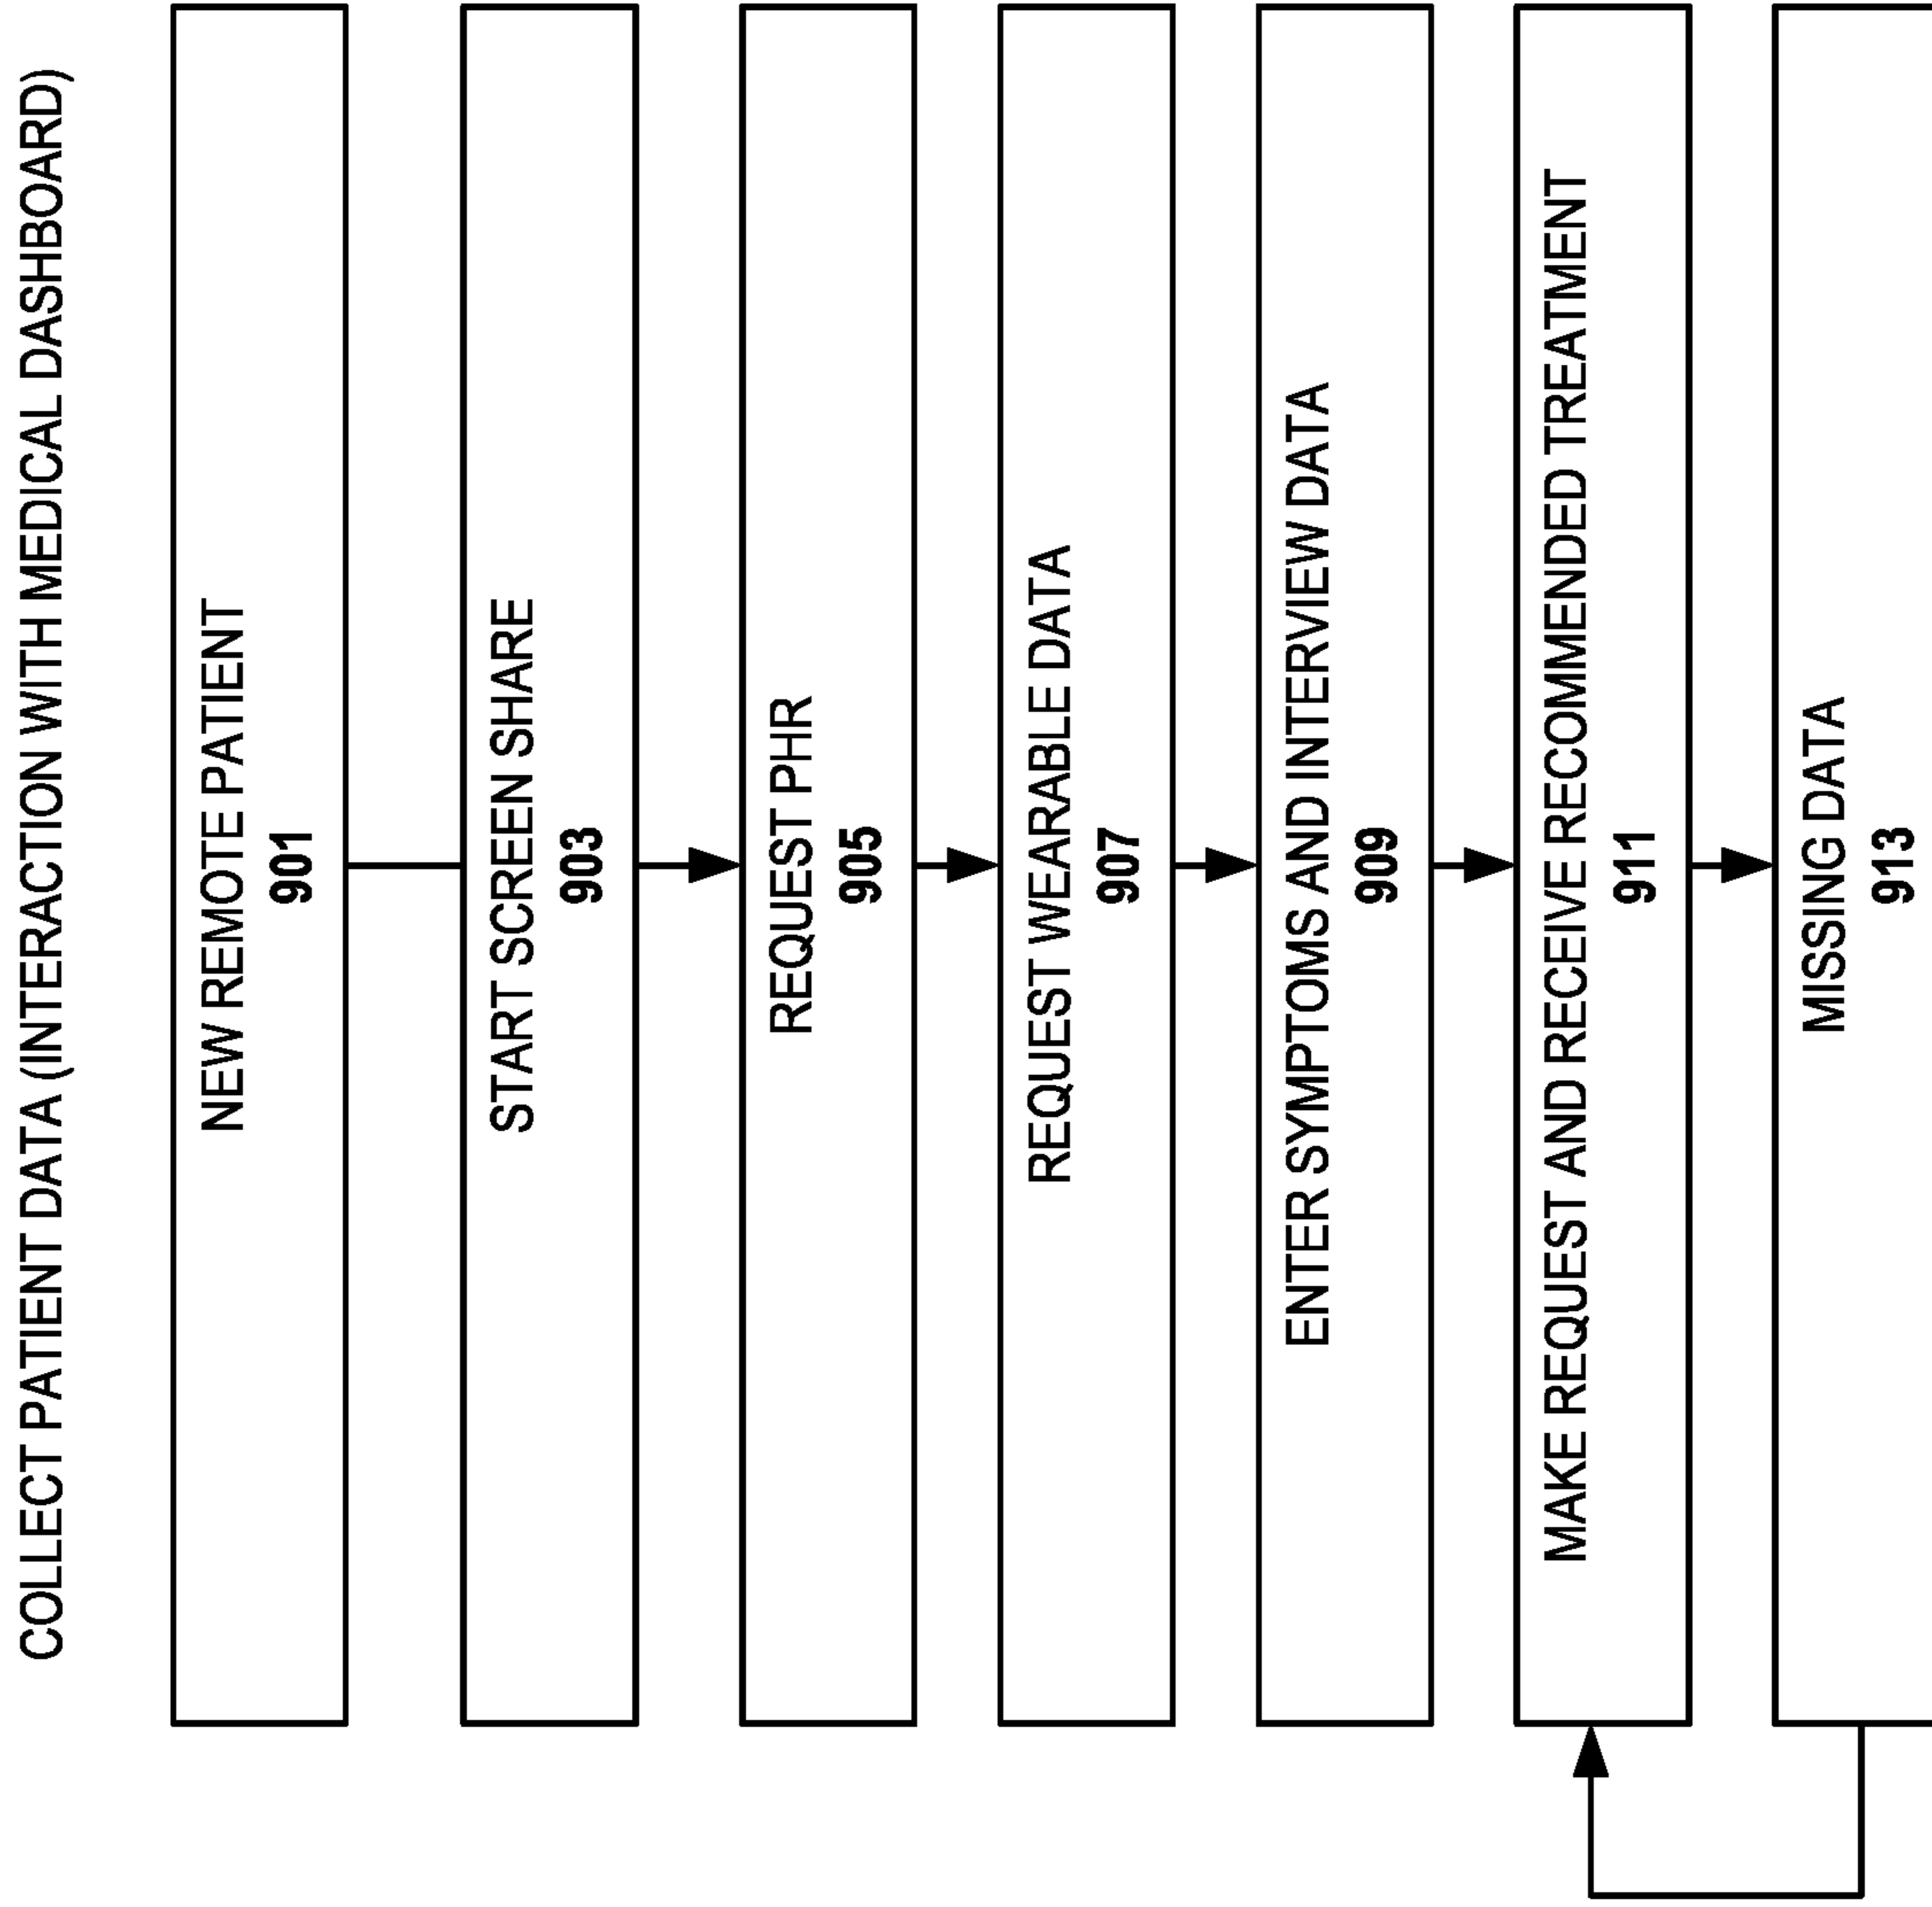 COLLECT PATIENT DATA (INTERACTION WITH MEDICAL DASHBOARD)
NEW REMOTE PATIENT
901
START SCREEN SHARE
903
REQUEST PHR
905
REQUEST WEARABLE DATA
907
ENTER SYMPTOMS AND INTERVIEW DATA
909
MAKE REQUEST AND RECEIVE RECOMMENDED TREATMENT
911
MISSING DATA
913